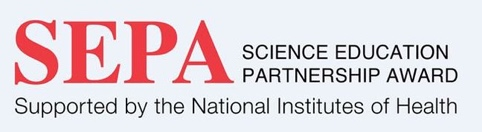 SEPA SCIENCE EDUCATION
PARTNERSHIP AWARD
Supported by the National Institutes of Health